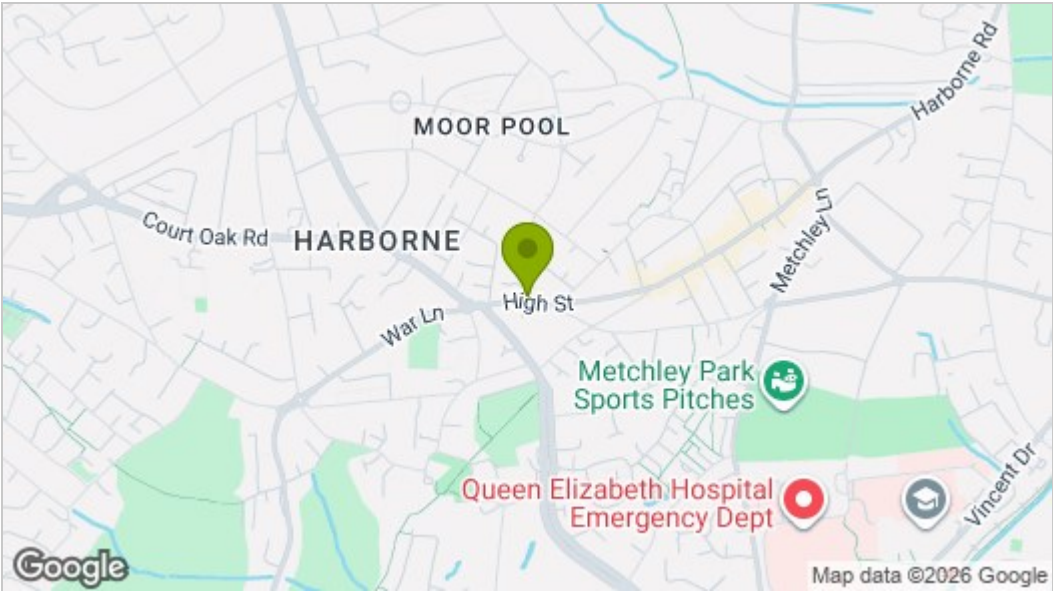 Harborne Rd
MOOR POOL
Metchley Ln
Court Oak Rd
HARBORNE
High St
War Ln
Metchley Park
Sports Pitches
Queen Elizabeth Hospital
Emergency Dept
Vincent Dr
Google
Map data ©2026 Google